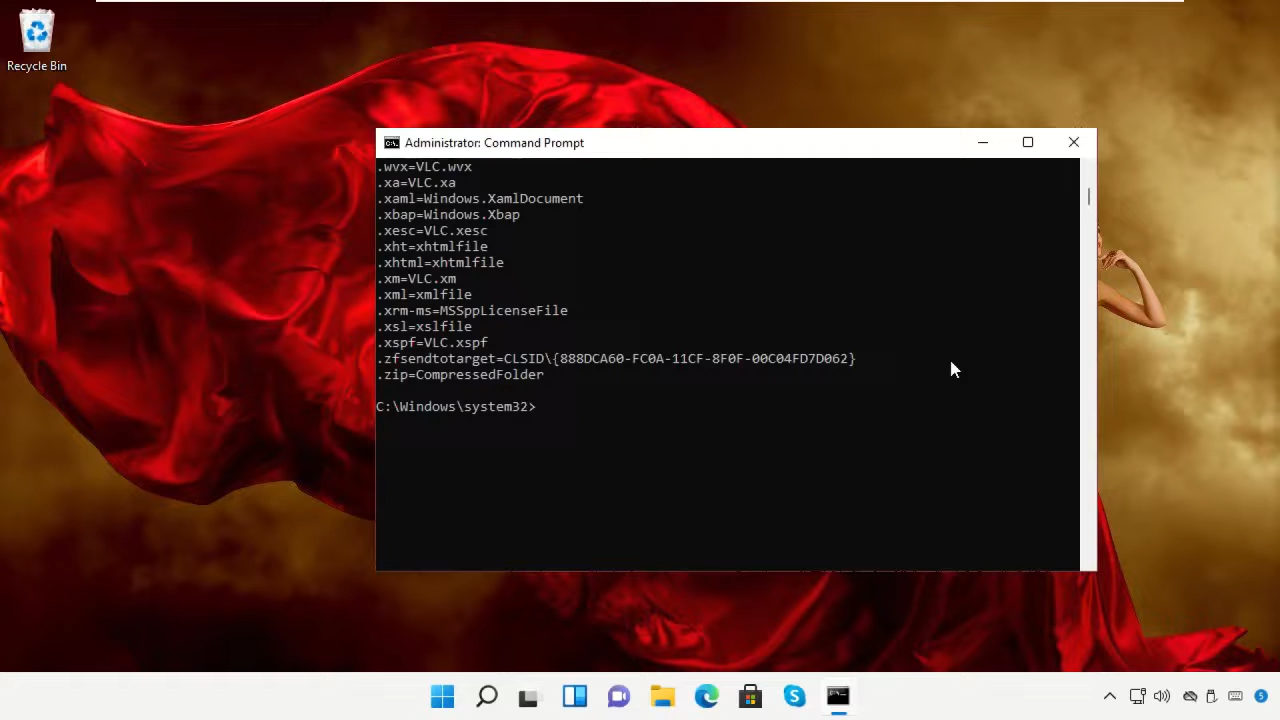 Recycle Bin
Administrator: Command Prompt
.wvx=VLC.wvx
.xa=VLC.xa
.xaml=Windows.XamlDocument
.xbap=Windows.Xbap
.xesc=VLC.xesc
.xht=xhtmlfile
.xhtml=xhtmlfile
.xm=VLC.xm
.xml=xmlfile
.xrm-ms=MSSppLicenseFile
.xsl=xslfile
.xspf=VLC.xspf
.zfsendtotarget=CLSID\{888DCA60-FC0A-11CF-8F0F-00C04FD7D062}
.zip=CompressedFolder
C:\Windows\system32>
5